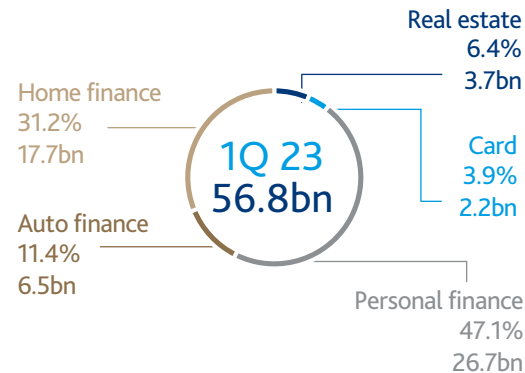 Real estate
6.4%
3.7bn
Home finance
31.2%
17.7bn
1Q 23
56.8bn
Card
3.9%
2.2bn
Auto finance
11.4%
6.5bn
Personal finance
47.1%
26.7bn